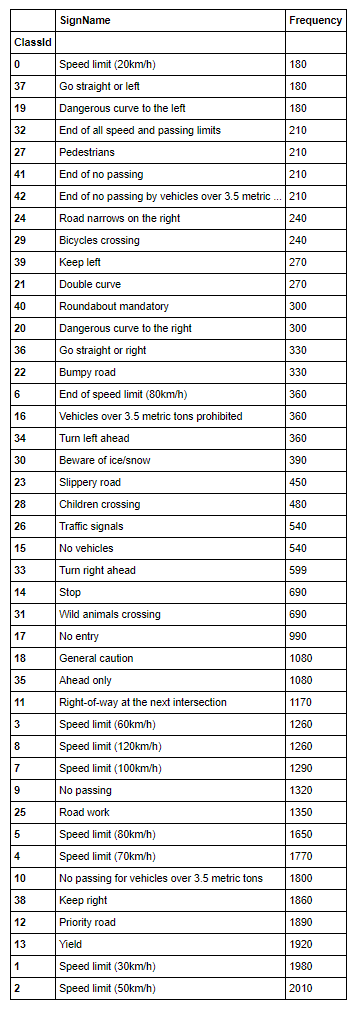 SignName Frequency
ClassId
0 Speed limit (20km/h) 180
37 Go straight or left 180
19 Dangerous curve to the left 180
32 End of all speed and passing limits 210
27 Pedestrians 210
41 End of no passing 210
42 End of no passing by vehicles over 3.5 metric ... 210
24 Road narrows on the right 240
29 Bicycles crossing 240
39 Keep left 270
21 Double curve 270
40 Roundabout mandatory 300
20 Dangerous curve to the right 300
36 Go straight or right 330
22 Bumpy road 330
6 End of speed limit (80km/h) 360
16 Vehicles over 3.5 metric tons prohibited 360
34 Turn left ahead 360
30 Beware of ice/snow 390
23 Slippery road 450
28 Children crossing 480
26 Traffic signals 540
15 No vehicles 540
33 Turn right ahead 599
14 Stop 690
31 Wild animals crossing 690
17 No entry 990
18 General caution 1080
35 Ahead only 1080
11 Right-of-way at the next intersection 1170
3 Speed limit (60km/h) 1260
8 Speed limit (120km/h) 1260
7 Speed limit (100km/h) 1290
9 No passing 1320
25 Road work 1350
5 Speed limit (80km/h) 1650
4 Speed limit (70km/h) 1770
10 No passing for vehicles over 3.5 metric tons 1800
38 Keep right 1860
12 Priority road 1890
13 Yield 1920
1 Speed limit (30km/h) 1980
2 Speed limit (50km/h) 2010